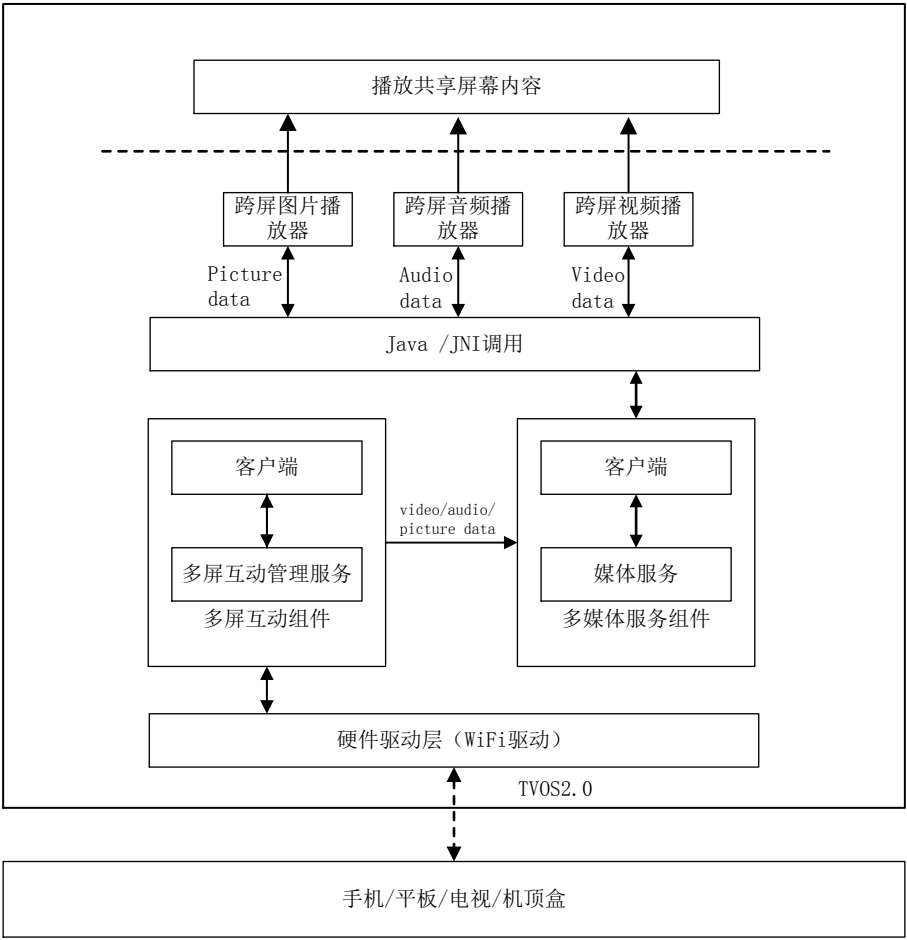 播放共享屏幕内容
跨屏图片播
放器
跨屏音频播
放器
跨屏视频播
放器
Picture
data
Audio
data
Video
data
Java /JNI调用
客户端
多屏互动管理服务
多屏互动组件
video/audio/
picture data
客户端
媒体服务
多媒体服务组件
硬件驱动层（WiFi驱动）
TVOS2.0
手机/平板/电视/机顶盒